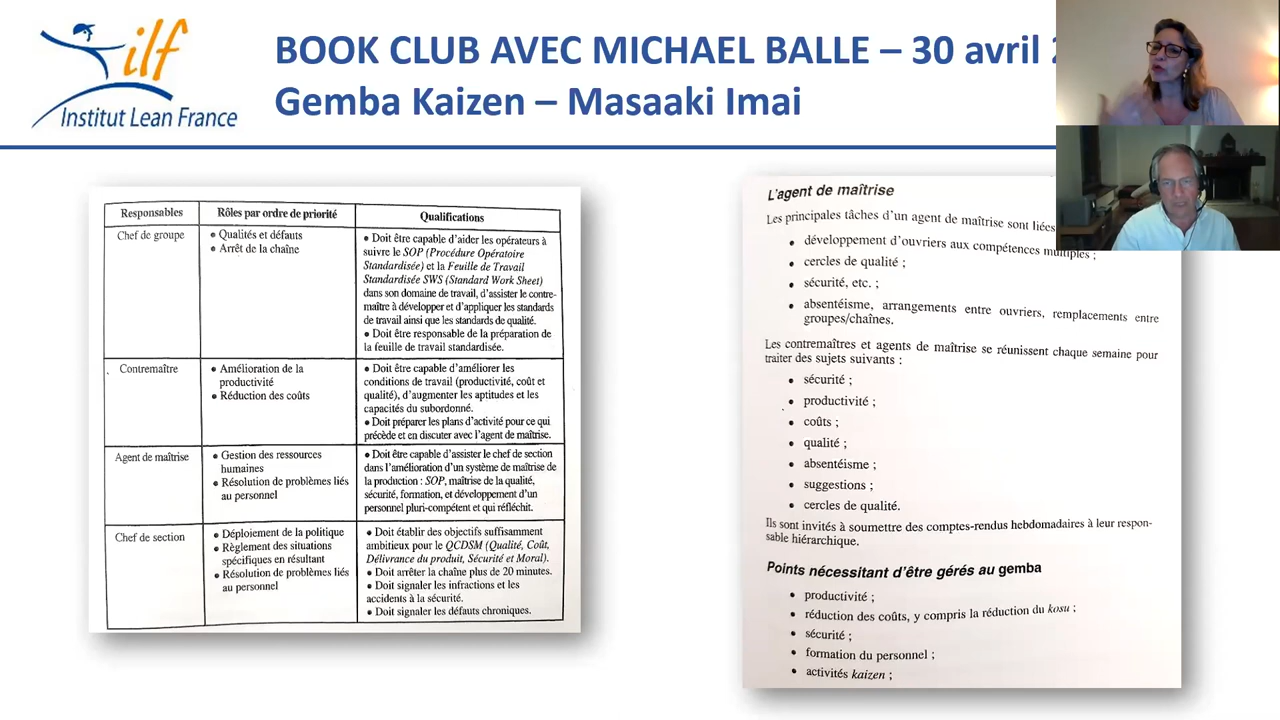 ilf
Institut Lean France
BOOK CLUB AVEC MICHAEL BALLE – 30 avril
Gemba Kaizen – Masaaki Imai
Responsables
Rôles par ordre de priorité
Qualifications
Chef de groupe
• Qualités et défauts
• Arrêt de la chaîne
• Doit être capable d'aider les opérateurs à
suivre le SOP (Procédure Opératoire
Standardisée) et la Feuille de Travail
Standardisée SWS (Standard Work Sheet)
dans son domaine de travail, d'assister le contre-
maître à développer et d'appliquer les standards
de travail ainsi que les standards de qualité.
• Doit être responsable de la préparation de
la feuille de travail standardisée.
Contremaître
• Amélioration de la
productivité
• Réduction des coûts
• Doit être capable d'améliorer les
conditions de travail (productivité, coût et
qualité), d'augmenter les aptitudes et les
capacités du subordonné.
• Doit préparer les plans d'activité pour ce qui
précède et en discuter avec l'agent de maîtrise.
Agent de maîtrise
• Gestion des ressources
humaines
• Résolution de problèmes liés
au personnel
• Doit être capable d'assister le chef de section
dans l'amélioration d'un système de maîtrise de
la production : SOP, maîtrise de la qualité,
sécurité, formation, et développement d'un
personnel pluri-compétent et qui réfléchit.
Chef de section
• Déploiement de la politique
• Règlement des situations
spécifiques en résultant
• Résolution de problèmes liés
au personnel
• Doit établir des objectifs suffisamment
ambitieux pour le QCDSM (Qualité, Coût,
Délivrance du produit, Sécurité et Moral).
• Doit arrêter la chaîne plus de 20 minutes.
• Doit signaler les infractions et les
accidents à la sécurité.
• Doit signaler les défauts chroniques.
L'agent de maîtrise
Les principales tâches d'un agent de maîtrise sont liées
• développement d'ouvriers aux compétences multiples ;
• cercles de qualité ;
• sécurité, etc. ;
• absentéisme, arrangements entre ouvriers, remplacements entre
groupes/chaînes.
Les contremaîtres et agents de maîtrise se réunissent chaque semaine pour
traiter des sujets suivants :
• sécurité ;
• productivité ;
• coûts ;
• qualité ;
• absentéisme ;
• suggestions ;
• cercles de qualité.
Ils sont invités à soumettre des comptes-rendus hebdomadaires à leur respon-
sable hiérarchique.
Points nécessitant d'être gérés au gemba
• productivité ;
• réduction des coûts, y compris la réduction du kosu ;
• sécurité ;
• formation du personnel ;
• activités kaizen ;